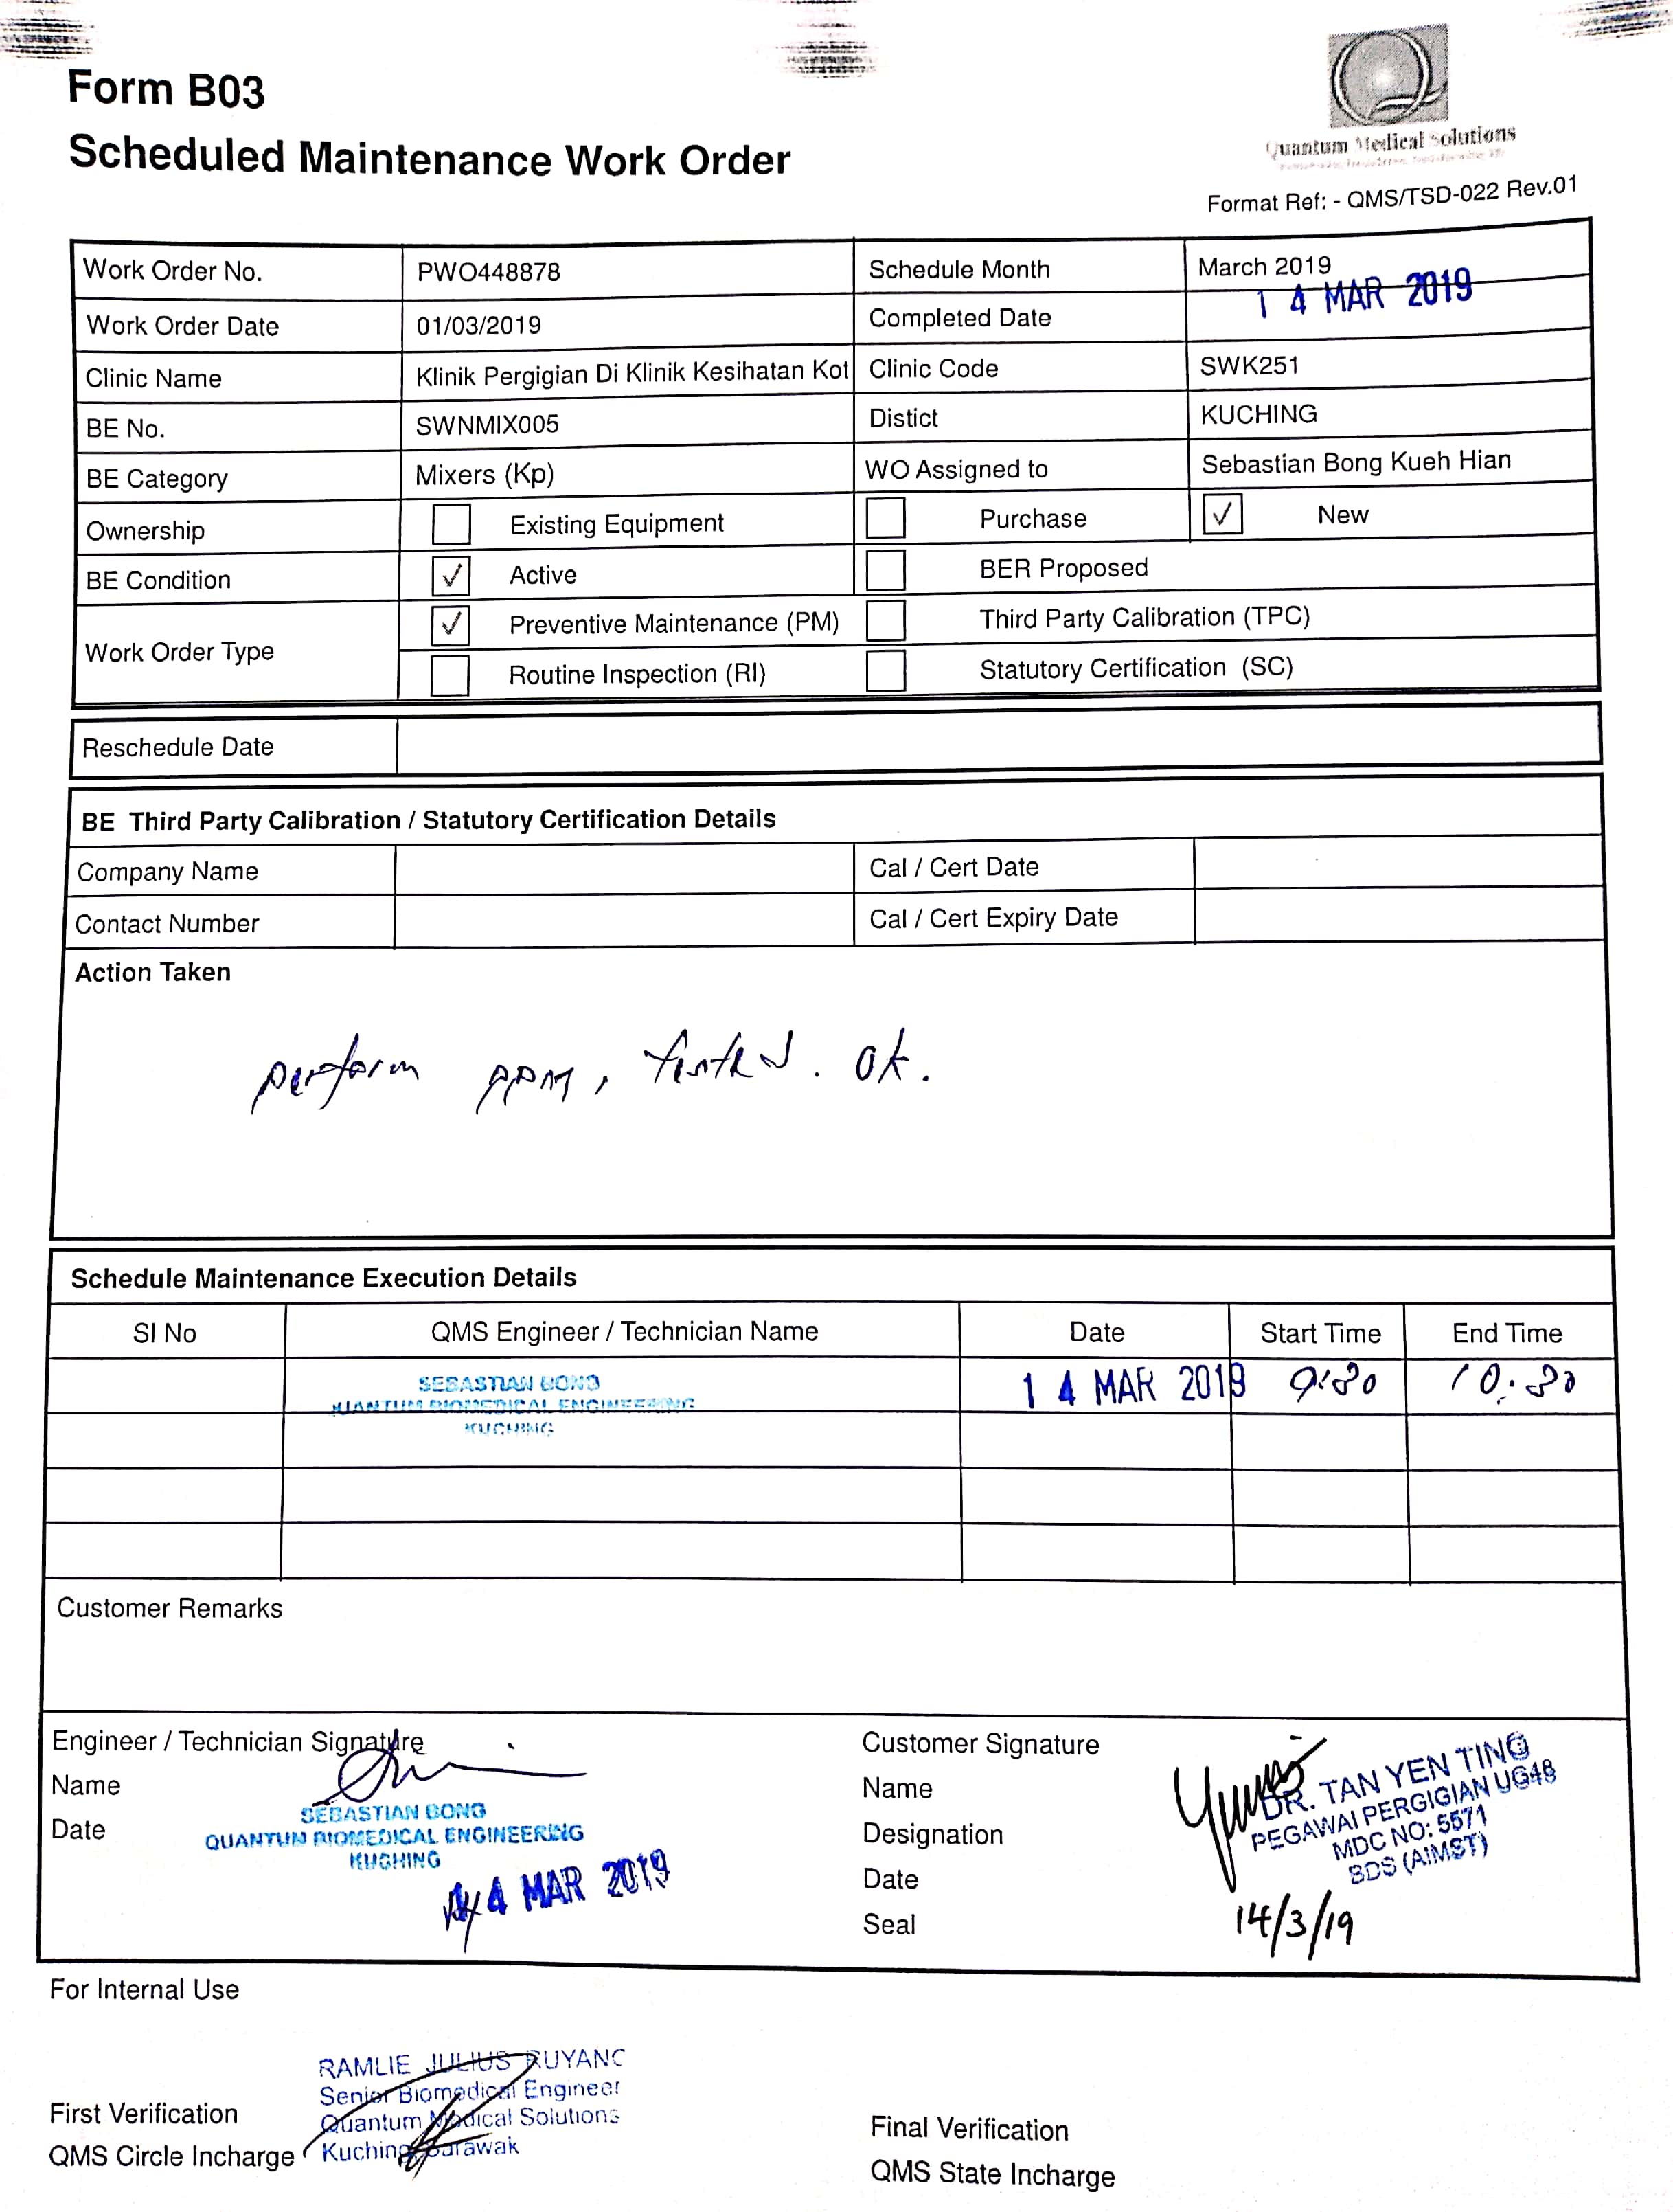 Form B03
Scheduled Maintenance Work Order
Quantum Medical Solutions
Format Ref: - QMS/TSD-022 Rev.01
Work Order No. PWO448878 Schedule Month March 2019
Work Order Date 01/03/2019 Completed Date 14 MAR 2019
Clinic Name Klinik Pergigian Di Klinik Kesihatan Kot Clinic Code SWK251
BE No. SWNMIX005 Distict KUCHING
BE Category Mixers (Kp) WO Assigned to Sebastian Bong Kueh Hian
Ownership Existing Equipment Purchase ✓ New
BE Condition ✓ Active BER Proposed
Work Order Type ✓ Preventive Maintenance (PM) Third Party Calibration (TPC)
Routine Inspection (RI) Statutory Certification (SC)
Reschedule Date
BE Third Party Calibration / Statutory Certification Details
Company Name Cal / Cert Date
Contact Number Cal / Cert Expiry Date
Action Taken
perform ppm, tested. ok.
Schedule Maintenance Execution Details
SI No QMS Engineer / Technician Name Date Start Time End Time
SEBASTIAN BONG 14 MAR 2019 9:30 10:30
QUANTUM BIOMEDICAL ENGINEERING
KUCHING
Customer Remarks
Engineer / Technician Signature
Name
Date
SEBASTIAN BONG
QUANTUM BIOMEDICAL ENGINEERING
KUCHING
14 MAR 2019
Customer Signature
Name
Designation
Date
Seal
DR. TAN YEN TING
PEGAWAI PERGIGIAN UG48
MDC NO: 5571
BDS (AIMST)
14/3/19
For Internal Use
First Verification
QMS Circle Incharge
RAMLIE JULIUS RUYANG
Senior Biomedical Engineer
Quantum Medical Solutions
Kuching Sarawak
Final Verification
QMS State Incharge